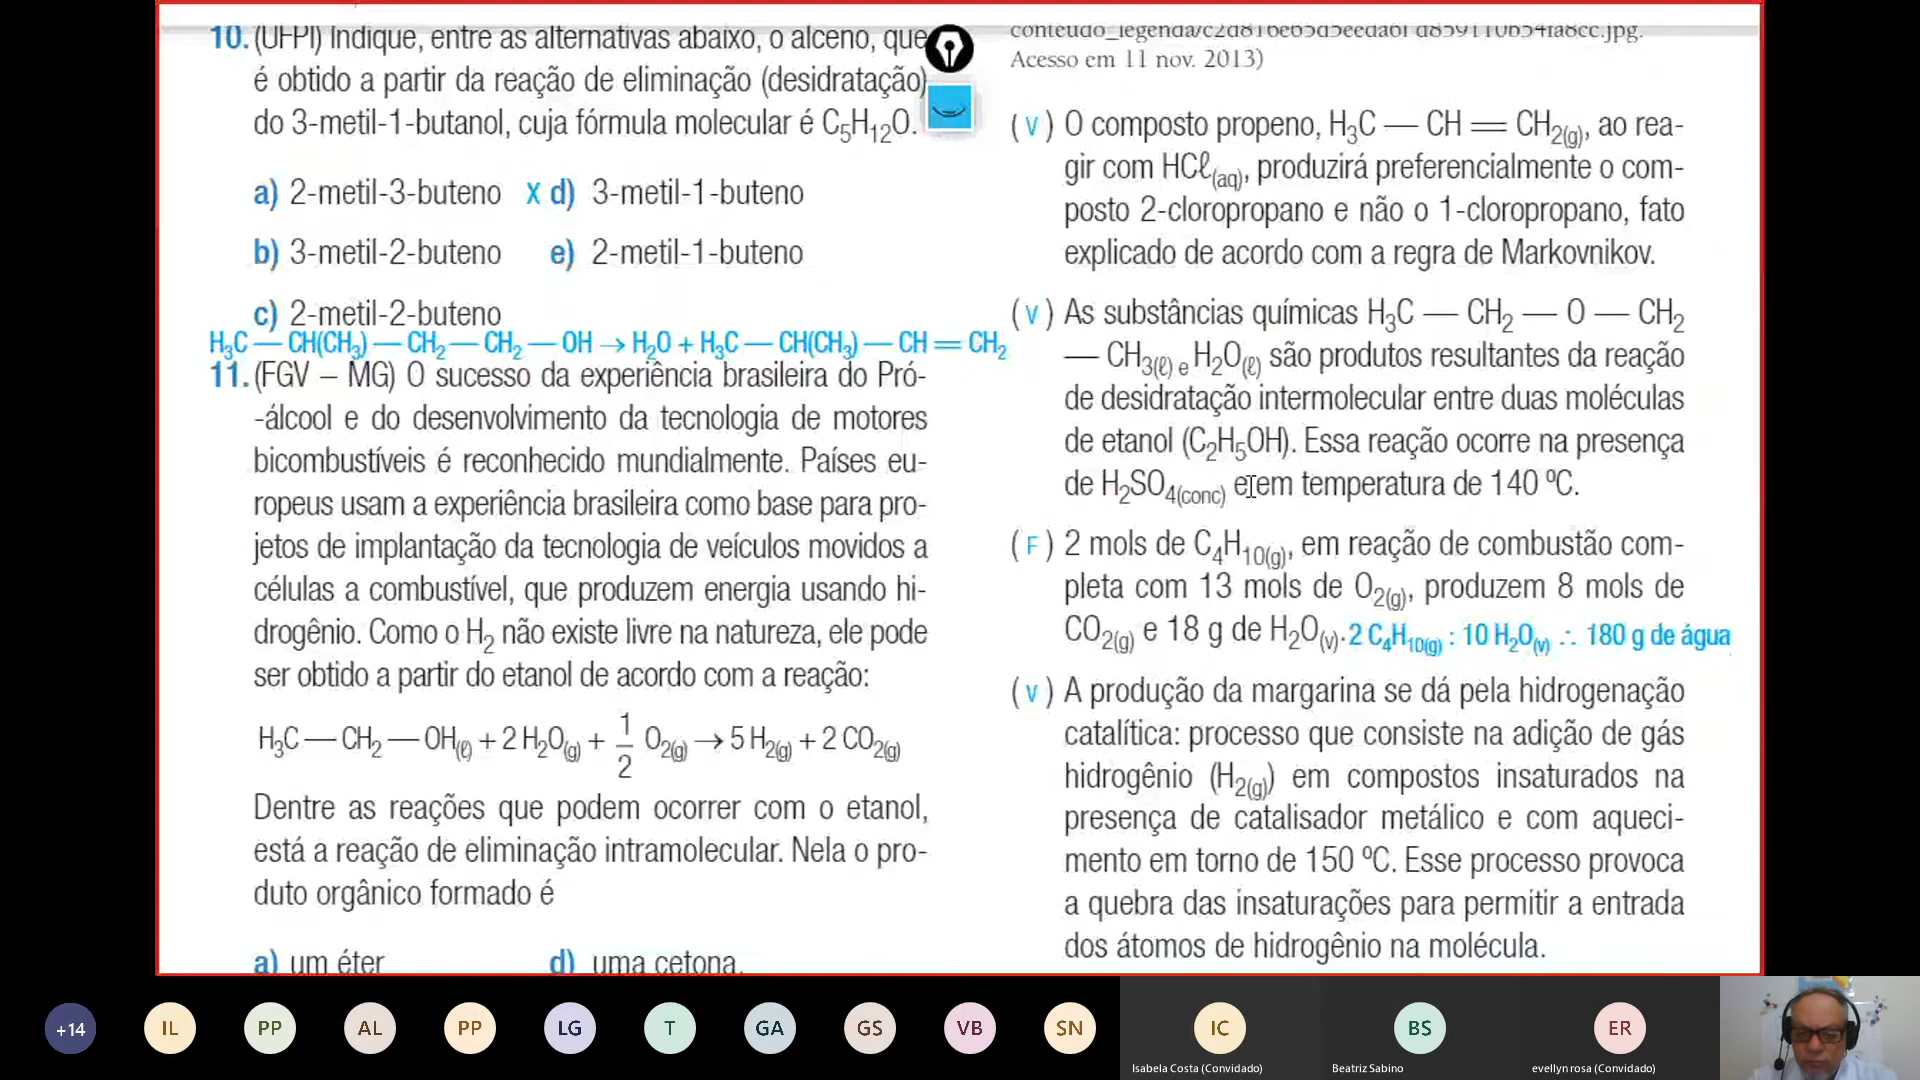 10. (UFPI) Indique, entre as alternativas abaixo, o alceno, que
é obtido a partir da reação de eliminação (desidratação)
do 3-metil-1-butanol, cuja fórmula molecular é C5H12O.
a) 2-metil-3-buteno X d) 3-metil-1-buteno
b) 3-metil-2-buteno e) 2-metil-1-buteno
c) 2-metil-2-buteno
H3C — CH(CH3) — CH2 — CH2 — OH → H2O + H3C — CH(CH3) — CH = CH2
11. (FGV – MG) O sucesso da experiência brasileira do Pró-
-álcool e do desenvolvimento da tecnologia de motores
bicombustíveis é reconhecido mundialmente. Países eu-
ropeus usam a experiência brasileira como base para pro-
jetos de implantação da tecnologia de veículos movidos a
células a combustível, que produzem energia usando hi-
drogênio. Como o H2 não existe livre na natureza, ele pode
ser obtido a partir do etanol de acordo com a reação:
H3C — CH2 — OH(ℓ) + 2 H2O(g) + 1/2 O2(g) → 5 H2(g) + 2 CO2(g)
Dentre as reações que podem ocorrer com o etanol,
está a reação de eliminação intramolecular. Nela o pro-
duto orgânico formado é
a) um éter d) uma cetona.
Acesso em 11 nov. 2013)
( V ) O composto propeno, H3C — CH = CH2(g), ao rea-
gir com HCℓ(aq), produzirá preferencialmente o com-
posto 2-cloropropano e não o 1-cloropropano, fato
explicado de acordo com a regra de Markovnikov.
( V ) As substâncias químicas H3C — CH2 — O — CH2
— CH3(ℓ) e H2O(ℓ) são produtos resultantes da reação
de desidratação intermolecular entre duas moléculas
de etanol (C2H5OH). Essa reação ocorre na presença
de H2SO4(conc) e em temperatura de 140 ºC.
( F ) 2 mols de C4H10(g), em reação de combustão com-
pleta com 13 mols de O2(g), produzem 8 mols de
CO2(g) e 18 g de H2O(v). 2 C4H10(g) : 10 H2O(v) ∴ 180 g de água
( V ) A produção da margarina se dá pela hidrogenação
catalítica: processo que consiste na adição de gás
hidrogênio (H2(g)) em compostos insaturados na
presença de catalisador metálico e com aqueci-
mento em torno de 150 ºC. Esse processo provoca
a quebra das insaturações para permitir a entrada
dos átomos de hidrogênio na molécula.
+14 IL PP AL PP LG T GA GS VB SN IC BS ER
Isabela Costa (Convidado) Beatriz Sabino evellyn rosa (Convidado)